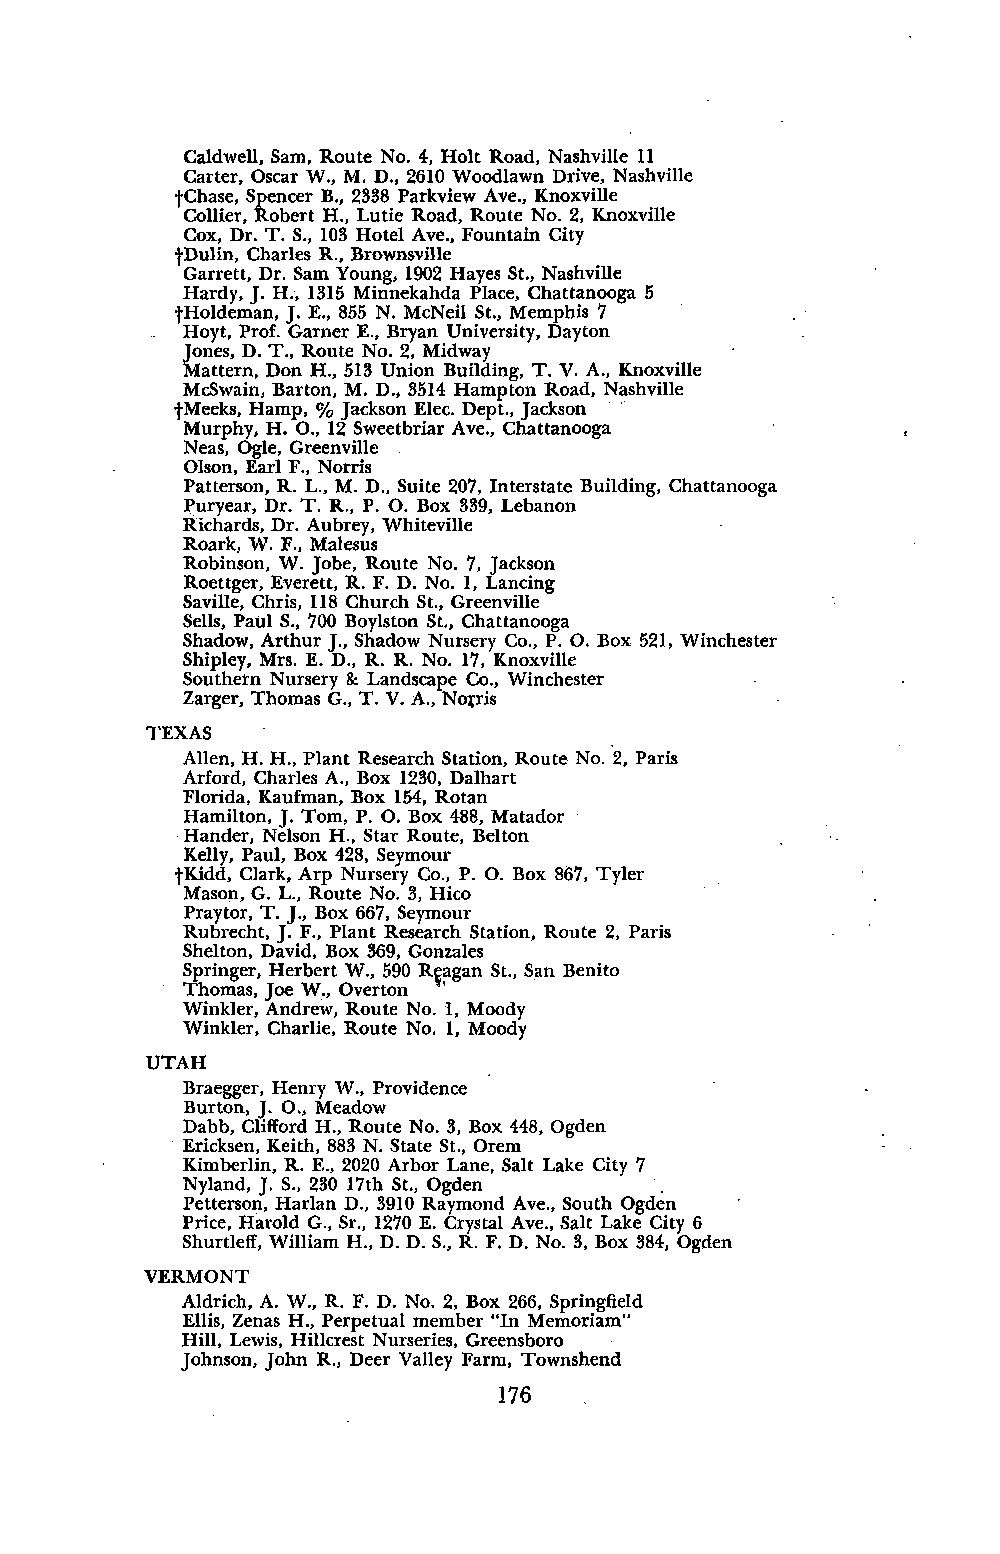 Caldwell, Sam, Route No. 4, Holt Road, Nashville 11
Carter, Oscar W., M. D., 2610 Woodlawn Drive, Nashville
†Chase, Spencer B., 2338 Parkview Ave., Knoxville
Collier, Robert H., Lutie Road, Route No. 2, Knoxville
Cox, Dr. T. S., 103 Hotel Ave., Fountain City
†Dulin, Charles R., Brownsville
Garrett, Dr. Sam Young, 1902 Hayes St., Nashville
Hardy, J. H., 1315 Minnekahda Place, Chattanooga 5
†Holdeman, J. E., 855 N. McNeil St., Memphis 7
Hoyt, Prof. Garner E., Bryan University, Dayton
Jones, D. T., Route No. 2, Midway
Mattern, Don H., 513 Union Building, T. V. A., Knoxville
McSwain, Barton, M. D., 3514 Hampton Road, Nashville
†Meeks, Hamp, % Jackson Elec. Dept., Jackson
Murphy, H. O., 12 Sweetbriar Ave., Chattanooga
Neas, Ogle, Greenville
Olson, Earl F., Norris
Patterson, R. L., M. D., Suite 207, Interstate Building, Chattanooga
Puryear, Dr. T. R., P. O. Box 339, Lebanon
Richards, Dr. Aubrey, Whiteville
Roark, W. F., Malesus
Robinson, W. Jobe, Route No. 7, Jackson
Roettger, Everett, R. F. D. No. 1, Lancing
Saville, Chris, 118 Church St., Greenville
Sells, Paul S., 700 Boylston St., Chattanooga
Shadow, Arthur J., Shadow Nursery Co., P. O. Box 521, Winchester
Shipley, Mrs. E. D., R. R. No. 17, Knoxville
Southern Nursery & Landscape Co., Winchester
Zarger, Thomas G., T. V. A., Norris
TEXAS
Allen, H. H., Plant Research Station, Route No. 2, Paris
Arford, Charles A., Box 1230, Dalhart
Florida, Kaufman, Box 154, Rotan
Hamilton, J. Tom, P. O. Box 488, Matador
Hander, Nelson H., Star Route, Belton
Kelly, Paul, Box 428, Seymour
†Kidd, Clark, Arp Nursery Co., P. O. Box 867, Tyler
Mason, G. L., Route No. 3, Hico
Praytor, T. J., Box 667, Seymour
Rubrecht, J. F., Plant Research Station, Route 2, Paris
Shelton, David, Box 369, Gonzales
Springer, Herbert W., 590 Reagan St., San Benito
Thomas, Joe W., Overton
Winkler, Andrew, Route No. 1, Moody
Winkler, Charlie, Route No. 1, Moody
UTAH
Braegger, Henry W., Providence
Burton, J. O., Meadow
Dabb, Clifford H., Route No. 3, Box 448, Ogden
Ericksen, Keith, 883 N. State St., Orem
Kimberlin, R. E., 2020 Arbor Lane, Salt Lake City 7
Nyland, J. S., 230 17th St., Ogden
Petterson, Harlan D., 3910 Raymond Ave., South Ogden
Price, Harold G., Sr., 1270 E. Crystal Ave., Salt Lake City 6
Shurtleff, William H., D. D. S., R. F. D. No. 3, Box 384, Ogden
VERMONT
Aldrich, A. W., R. F. D. No. 2, Box 266, Springfield
Ellis, Zenas H., Perpetual member "In Memoriam"
Hill, Lewis, Hillcrest Nurseries, Greensboro
Johnson, John R., Deer Valley Farm, Townshend
176